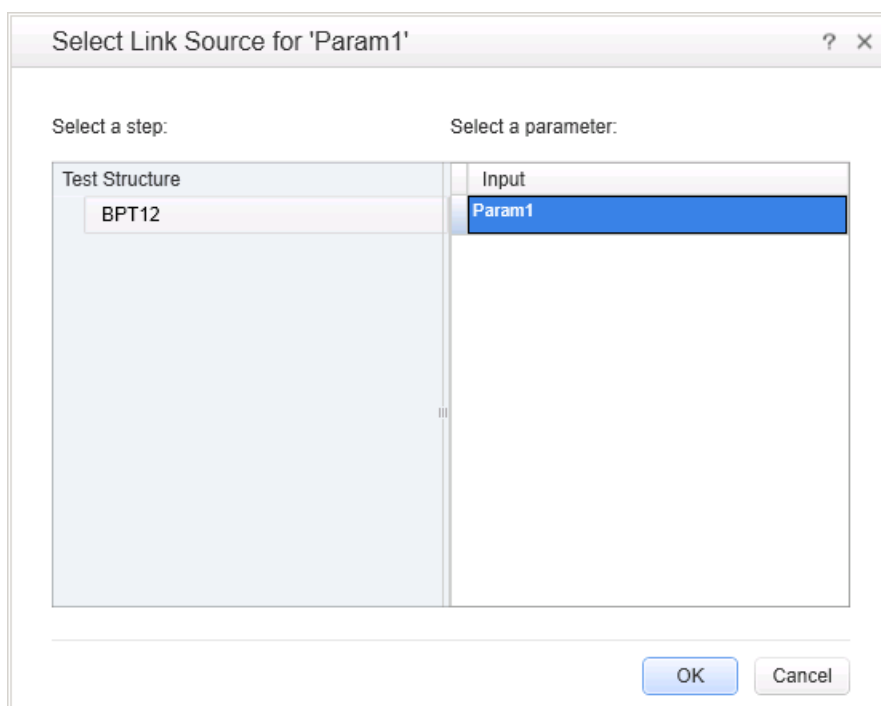 Select Link Source for 'Param1'
? ×
Select a step:
Select a parameter:
Test Structure
Input
BPT12
Param1
OK
Cancel